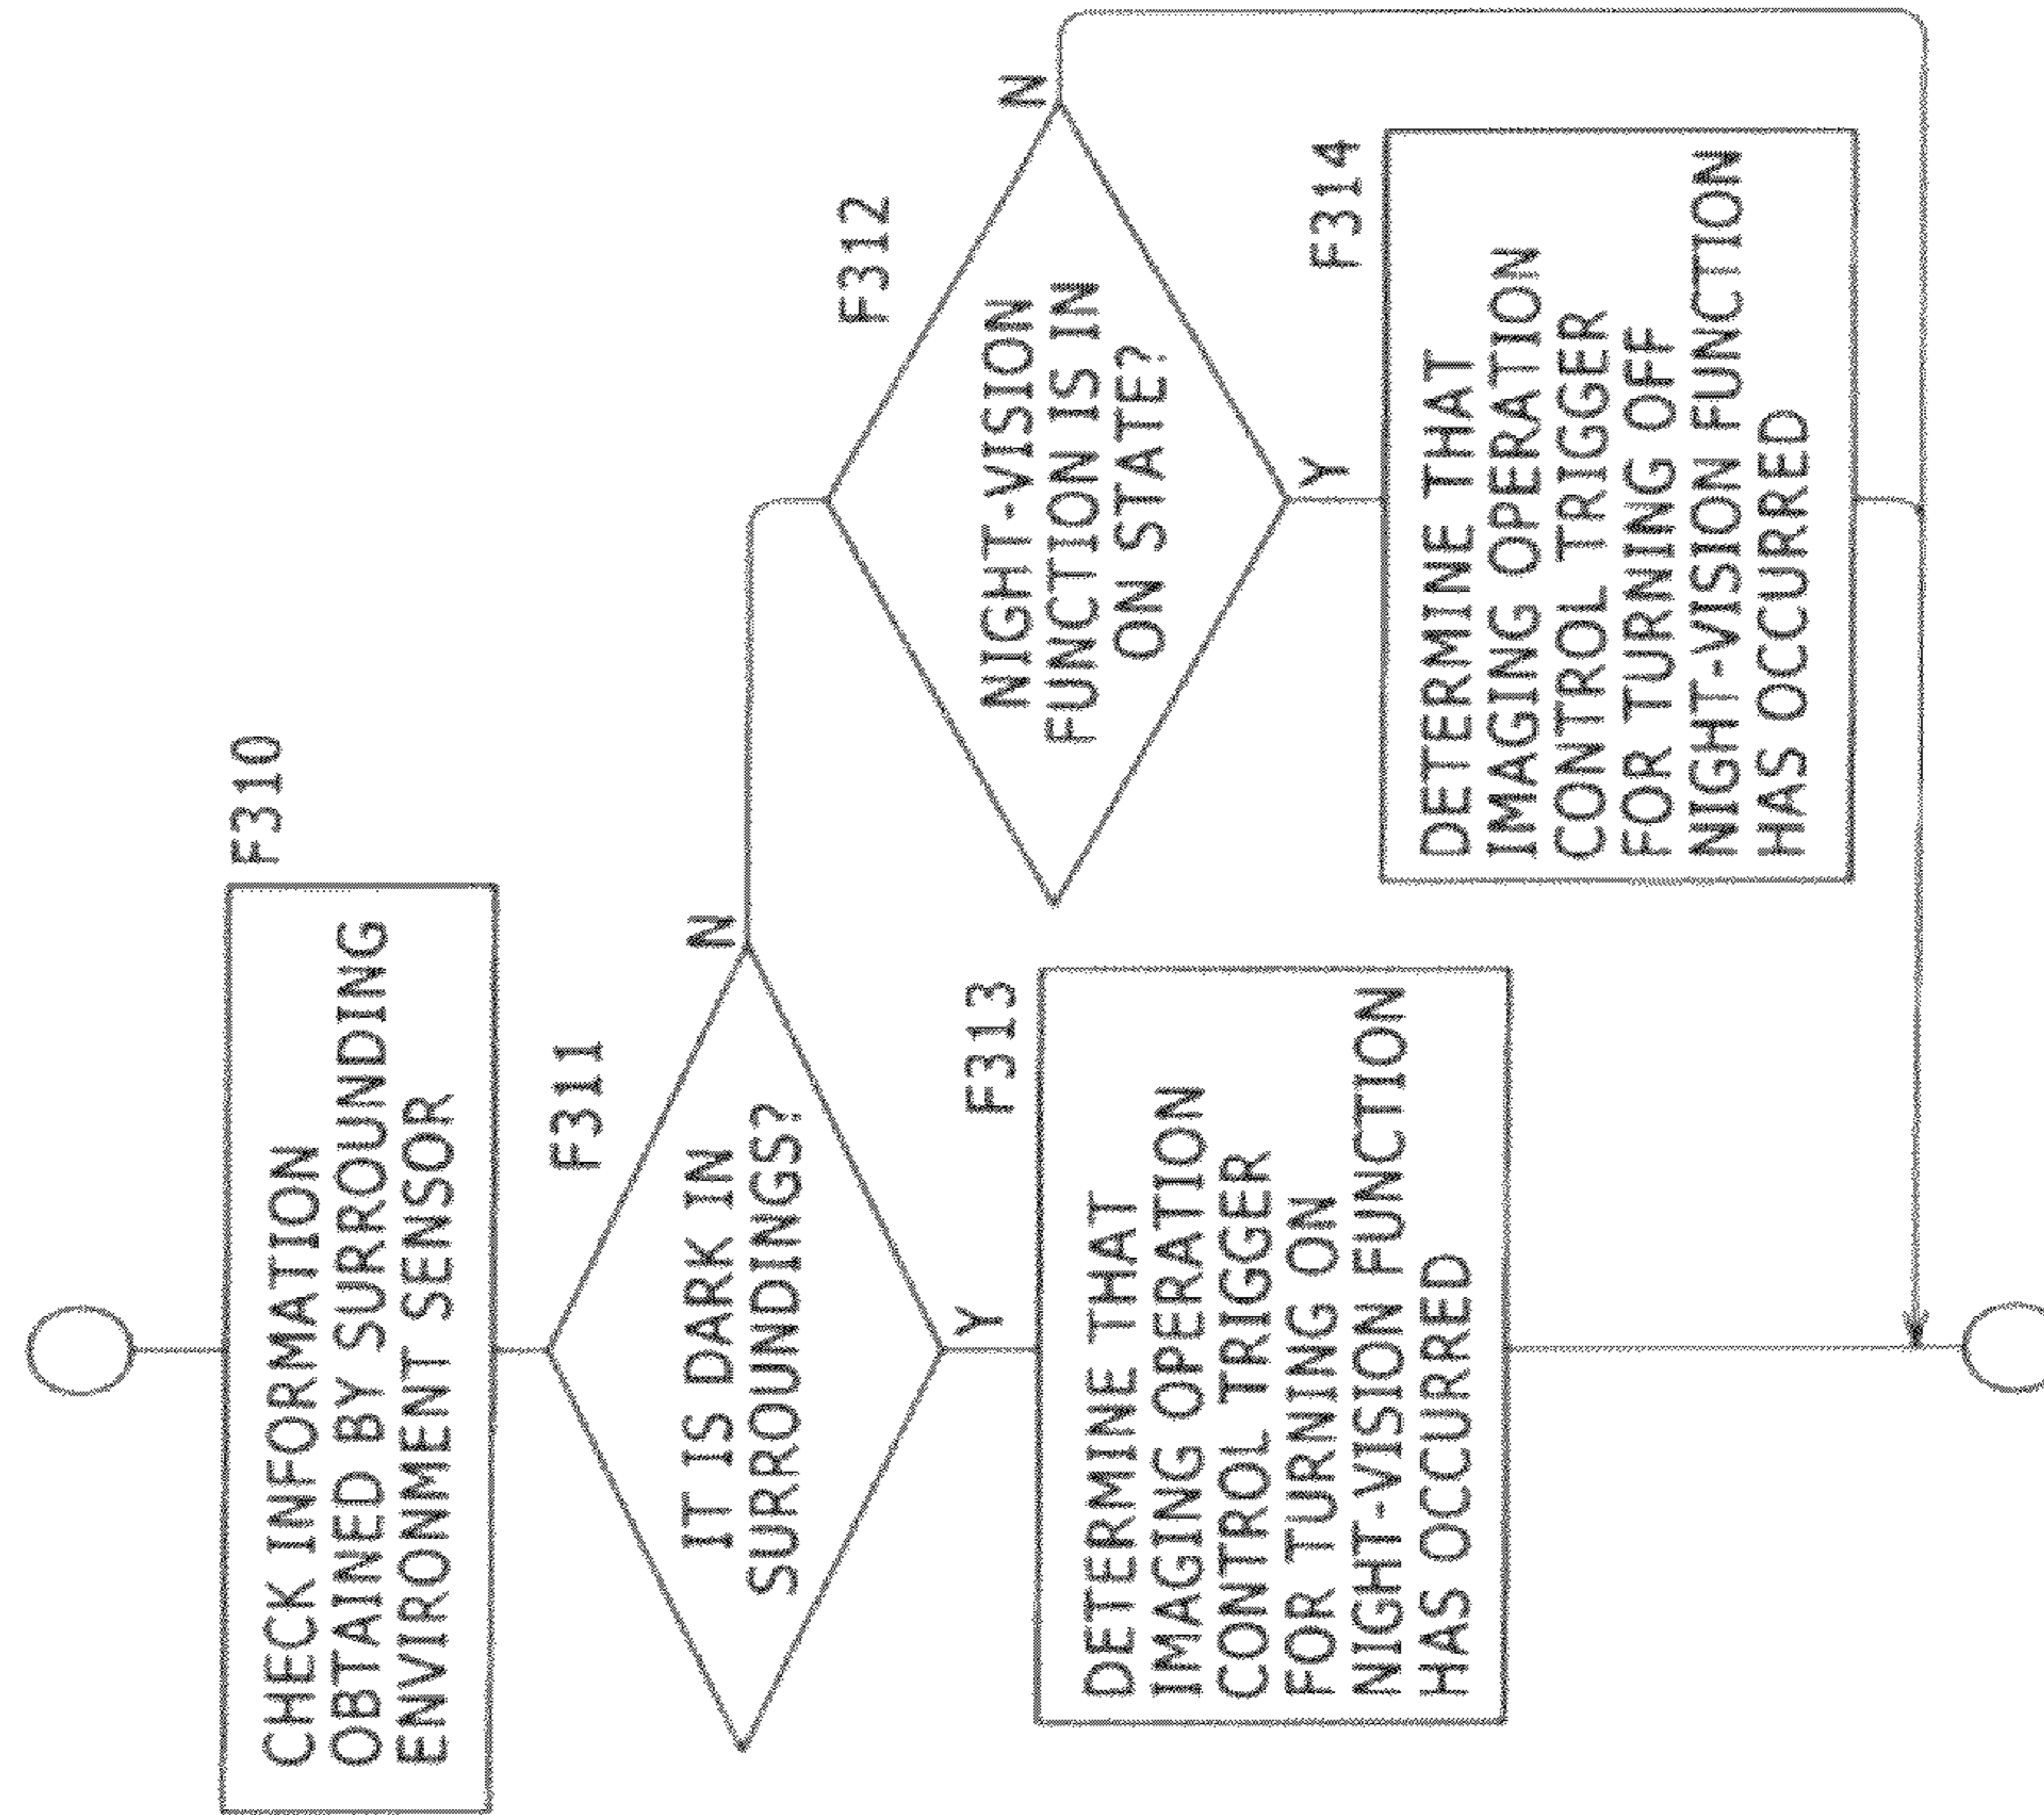 F310
CHECK INFORMATION
OBTAINED BY SURROUNDING
ENVIRONMENT SENSOR
F311
IT IS DARK IN
SURROUNDINGS?
N
Y
F312
NIGHT-VISION
FUNCTION IS IN
ON STATE?
N
Y
F313
DETERMINE THAT
IMAGING OPERATION
CONTROL TRIGGER
FOR TURNING ON
NIGHT-VISION FUNCTION
HAS OCCURRED
F314
DETERMINE THAT
IMAGING OPERATION
CONTROL TRIGGER
FOR TURNING OFF
NIGHT-VISION FUNCTION
HAS OCCURRED